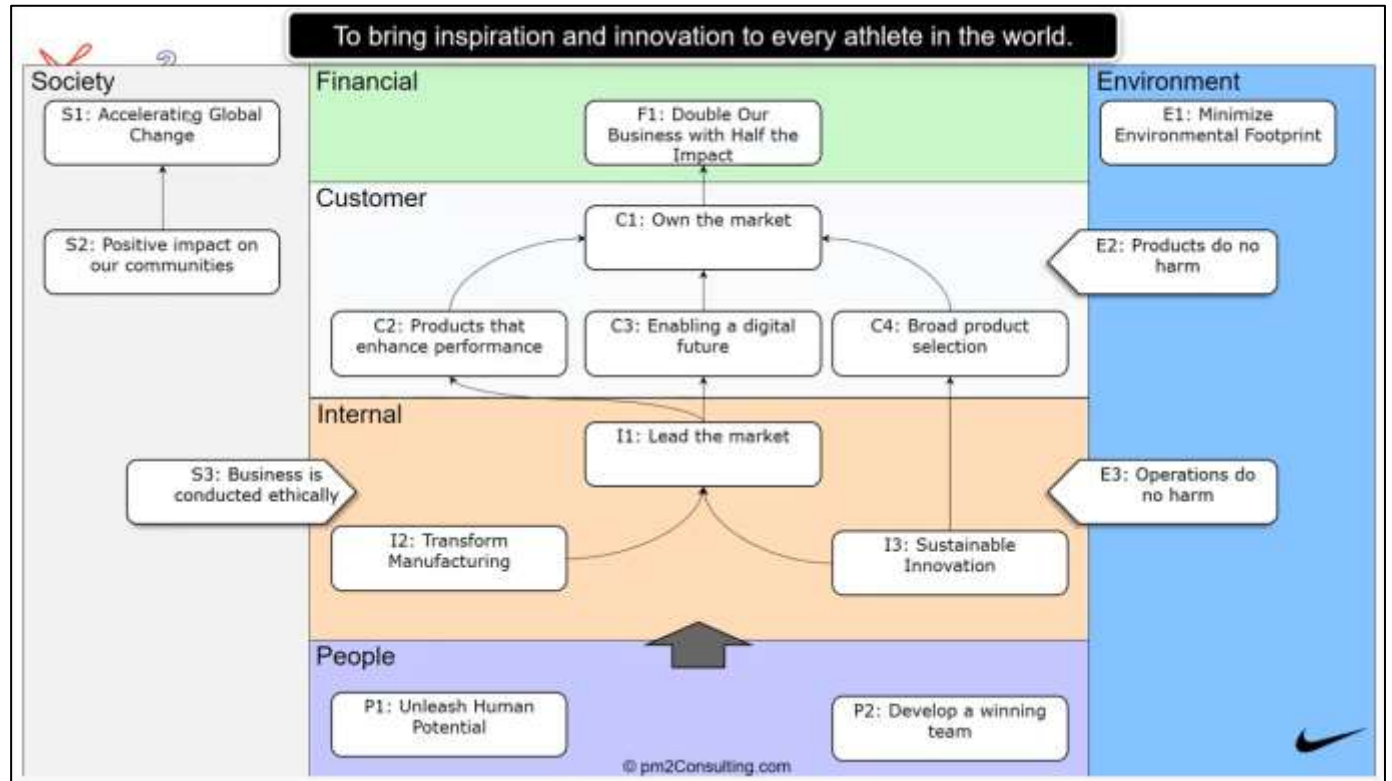 To bring inspiration and innovation to every athlete in the world.
Society
S1: Accelerating Global
Change
S2: Positive impact on
our communities
S3: Business is
conducted ethically
Financial
F1: Double Our
Business with Half the
Impact
Customer
C1: Own the market
C2: Products that
enhance performance
C3: Enabling a digital
future
C4: Broad product
selection
Internal
I1: Lead the market
I2: Transform
Manufacturing
I3: Sustainable
Innovation
People
P1: Unleash Human
Potential
P2: Develop a winning
team
© pm2Consulting.com
Environment
E1: Minimize
Environmental Footprint
E2: Products do no
harm
E3: Operations do
no harm